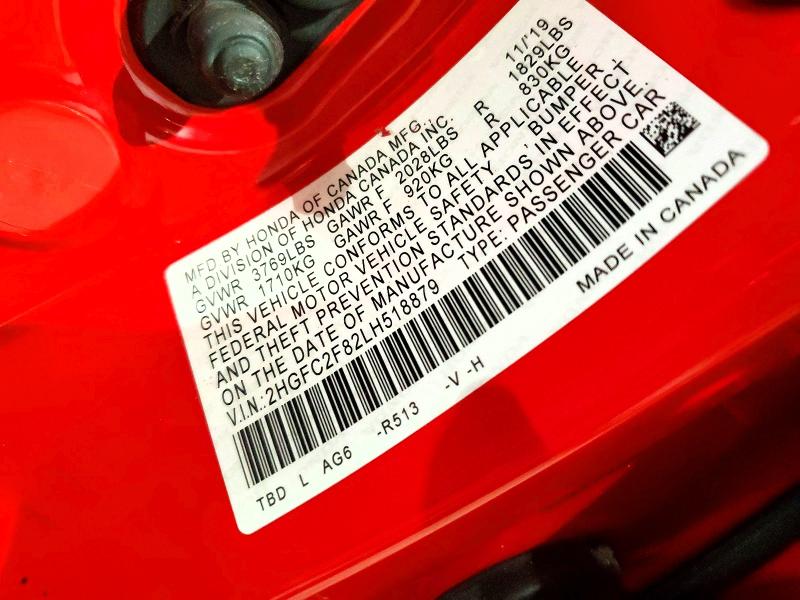 MFD.BY HONDA OF CANADA MFG., 11/'19
A DIVISION OF HONDA CANADA INC.
GVWR 3769LBS GAWR F 2028LBS R 1829LBS
GVWR 1710KG GAWR F 920KG R 830KG
THIS VEHICLE CONFORMS TO ALL APPLICABLE
FEDERAL MOTOR VEHICLE SAFETY, BUMPER,
AND THEFT PREVENTION STANDARDS IN EFFECT
ON THE DATE OF MANUFACTURE SHOWN ABOVE.
V.I.N.:2HGFC2F82LH518879 TYPE: PASSENGER CAR
TBD L AG6 -R513 -V -H MADE IN CANADA